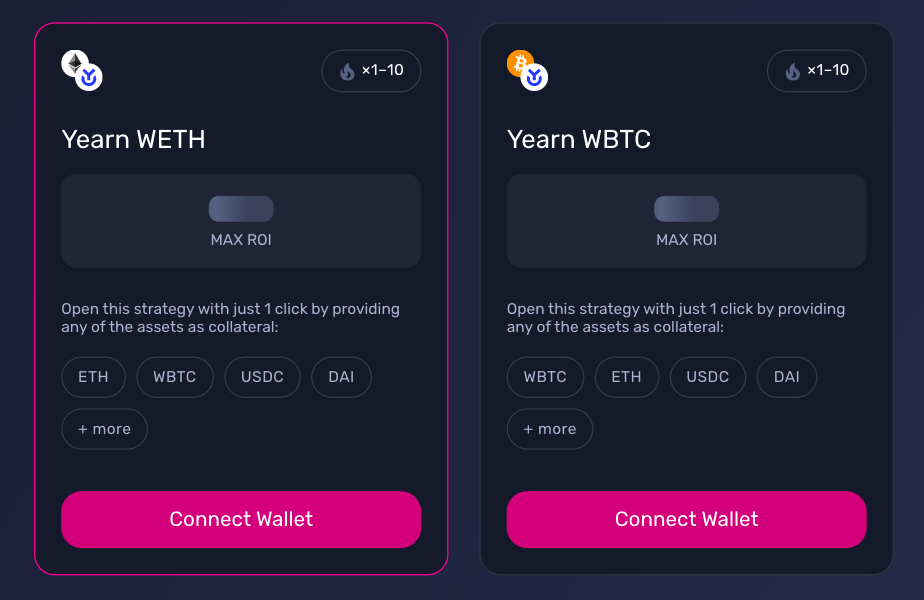 ×1–10
Yearn WETH
MAX ROI
Open this strategy with just 1 click by providing
any of the assets as collateral:
ETH WBTC USDC DAI
+ more
Connect Wallet
×1–10
Yearn WBTC
MAX ROI
Open this strategy with just 1 click by providing
any of the assets as collateral:
WBTC ETH USDC DAI
+ more
Connect Wallet